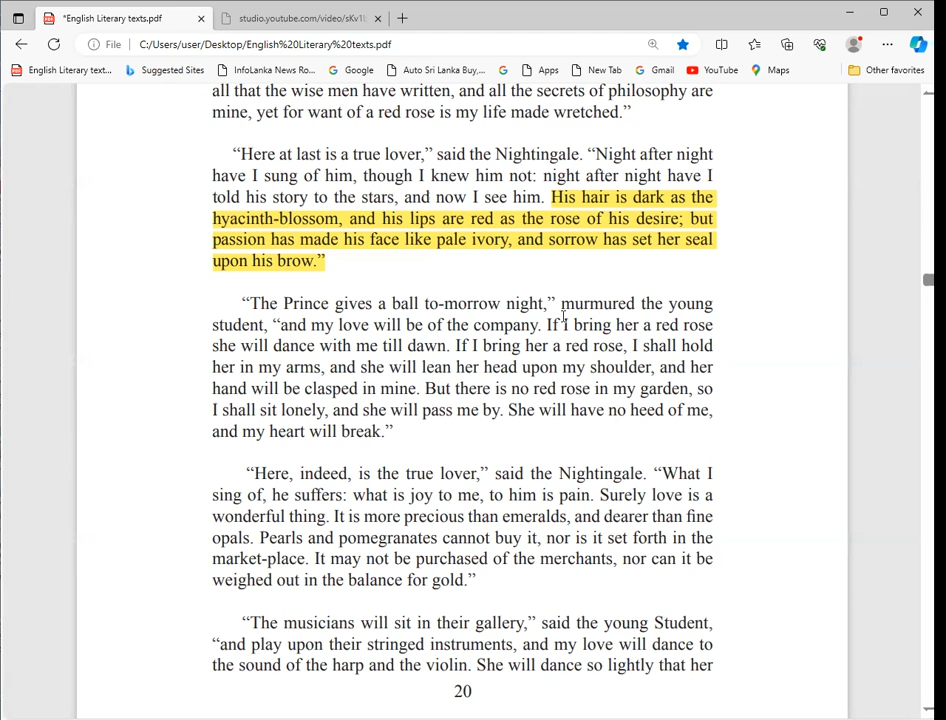 *English Literary texts.pdf
studio.youtube.com/video/sKv1
File
C:/Users/user/Desktop/English%20Literary%20texts.pdf
English Literary text...
Suggested Sites
InfoLanka News Ro...
Google
Auto Sri Lanka Buy,...
Apps
New Tab
Gmail
YouTube
Maps
Other favorites
all that the wise men have written, and all the secrets of philosophy are
mine, yet for want of a red rose is my life made wretched.”
“Here at last is a true lover,” said the Nightingale. “Night after night
have I sung of him, though I knew him not: night after night have I
told his story to the stars, and now I see him. His hair is dark as the
hyacinth-blossom, and his lips are red as the rose of his desire; but
passion has made his face like pale ivory, and sorrow has set her seal
upon his brow.”
“The Prince gives a ball to-morrow night,” murmured the young
student, “and my love will be of the company. If I bring her a red rose
she will dance with me till dawn. If I bring her a red rose, I shall hold
her in my arms, and she will lean her head upon my shoulder, and her
hand will be clasped in mine. But there is no red rose in my garden, so
I shall sit lonely, and she will pass me by. She will have no heed of me,
and my heart will break.”
“Here, indeed, is the true lover,” said the Nightingale. “What I
sing of, he suffers: what is joy to me, to him is pain. Surely love is a
wonderful thing. It is more precious than emeralds, and dearer than fine
opals. Pearls and pomegranates cannot buy it, nor is it set forth in the
market-place. It may not be purchased of the merchants, nor can it be
weighed out in the balance for gold.”
“The musicians will sit in their gallery,” said the young Student,
“and play upon their stringed instruments, and my love will dance to
the sound of the harp and the violin. She will dance so lightly that her
20